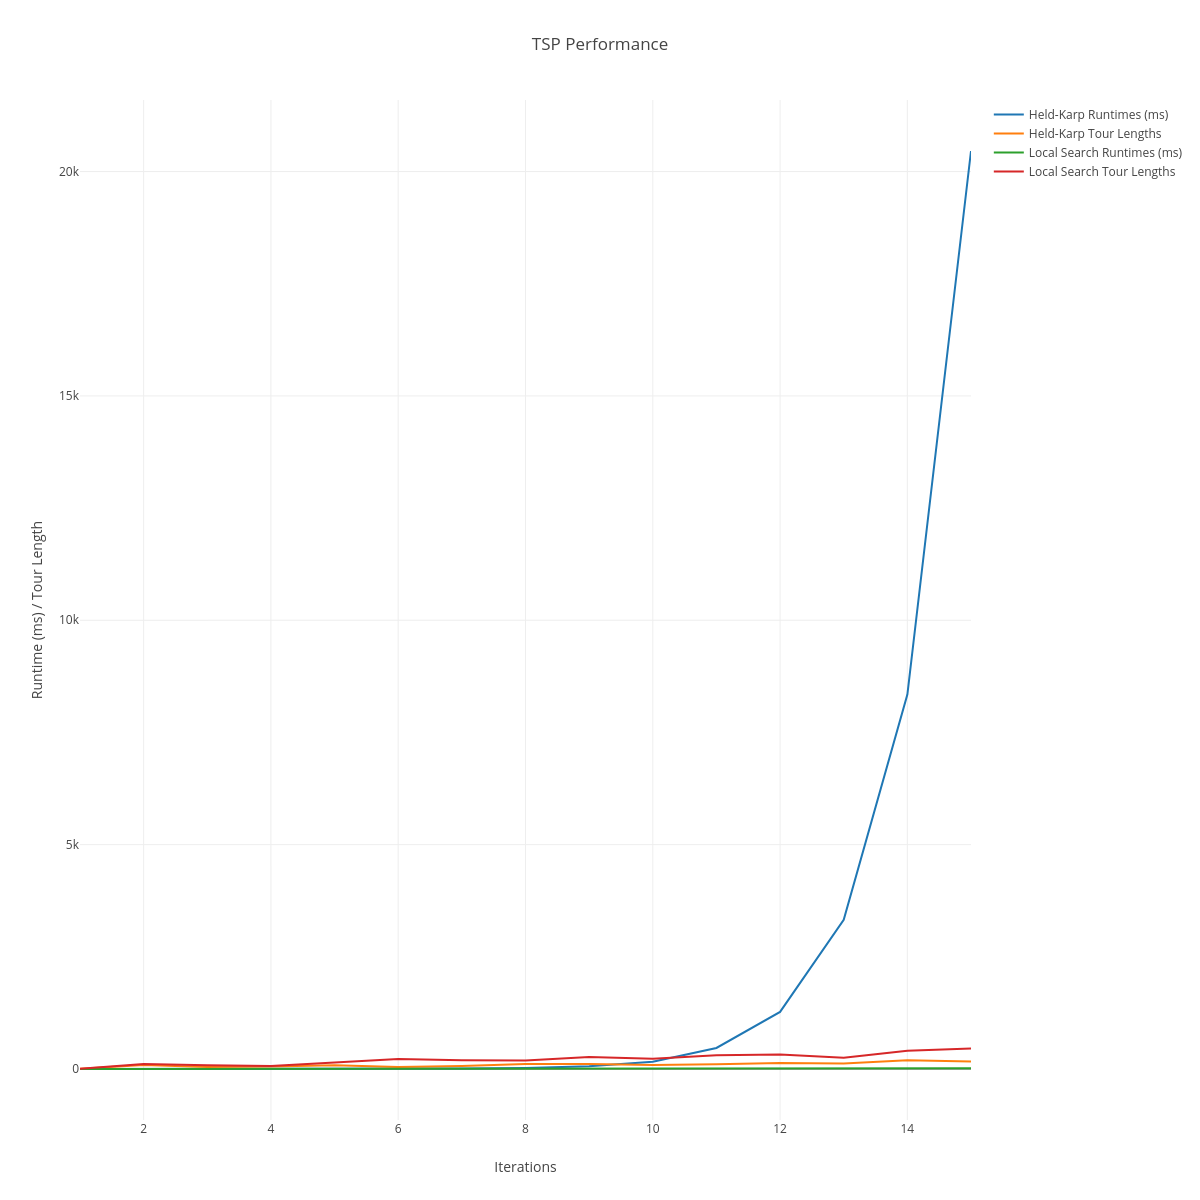 TSP Performance
Held-Karp Runtimes (ms)
Held-Karp Tour Lengths
Local Search Runtimes (ms)
Local Search Tour Lengths
20k
15k
10k
5k
0
Runtime (ms) / Tour Length
2 4 6 8 10 12 14
Iterations